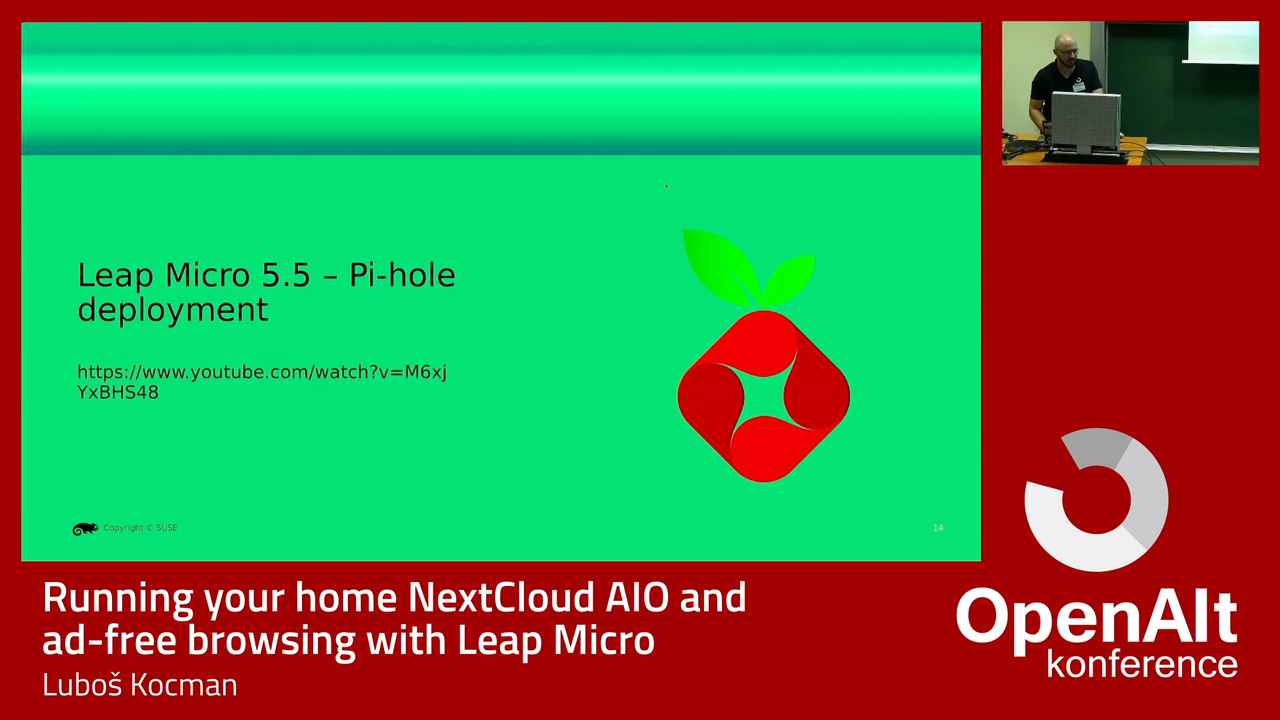 Leap Micro 5.5 – Pi-hole
deployment
https://www.youtube.com/watch?v=M6xj
YxBHS48
Copyright © SUSE
14
Running your home NextCloud AIO and
ad-free browsing with Leap Micro
Luboš Kocman
OpenAlt
konference